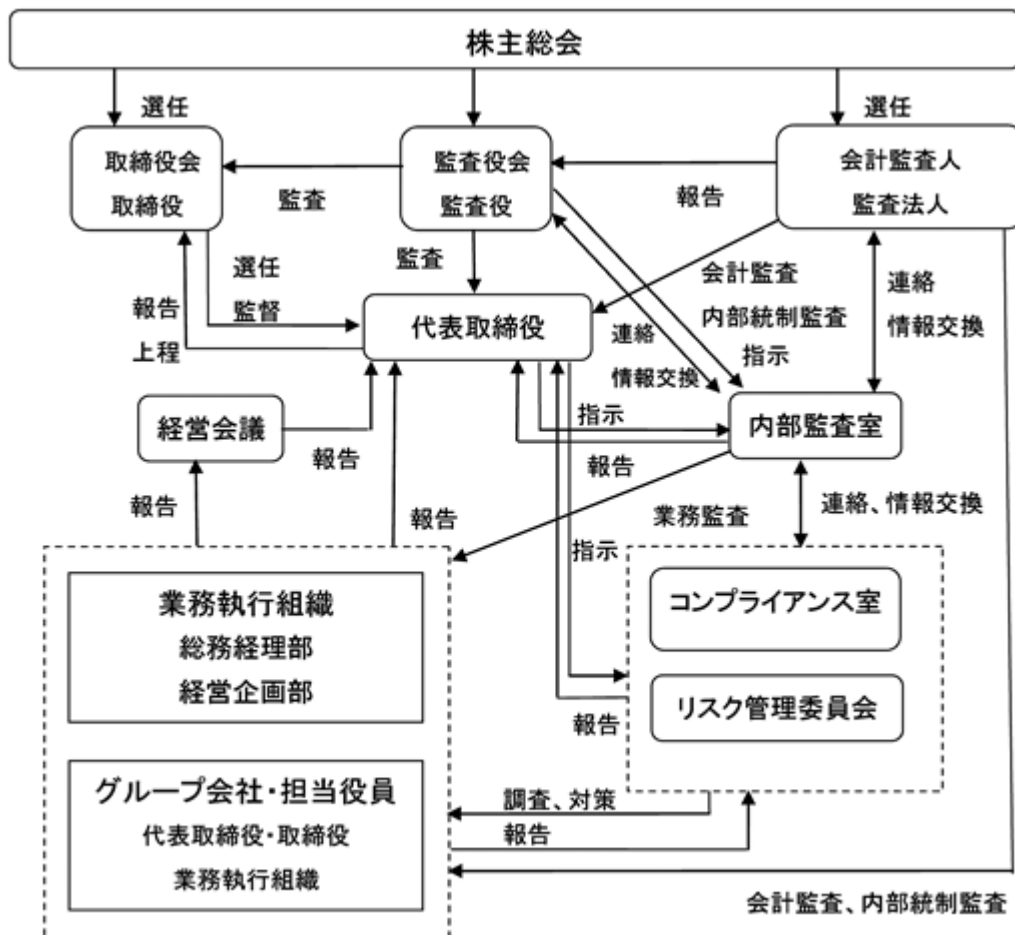 株主総会
選任
選任
取締役会
取締役
監査役会
監査役
会計監査人
監査法人
監査
報告
選任
監督
監査
会計監査
内部統制監査
連絡
情報交換
報告
上程
代表取締役
連絡
情報交換
指示
経営会議
報告
指示
報告
内部監査室
報告
報告
業務監査
連絡、情報交換
指示
業務執行組織
総務経理部
経営企画部
コンプライアンス室
リスク管理委員会
報告
グループ会社・担当役員
代表取締役・取締役
業務執行組織
調査、対策
報告
会計監査、内部統制監査